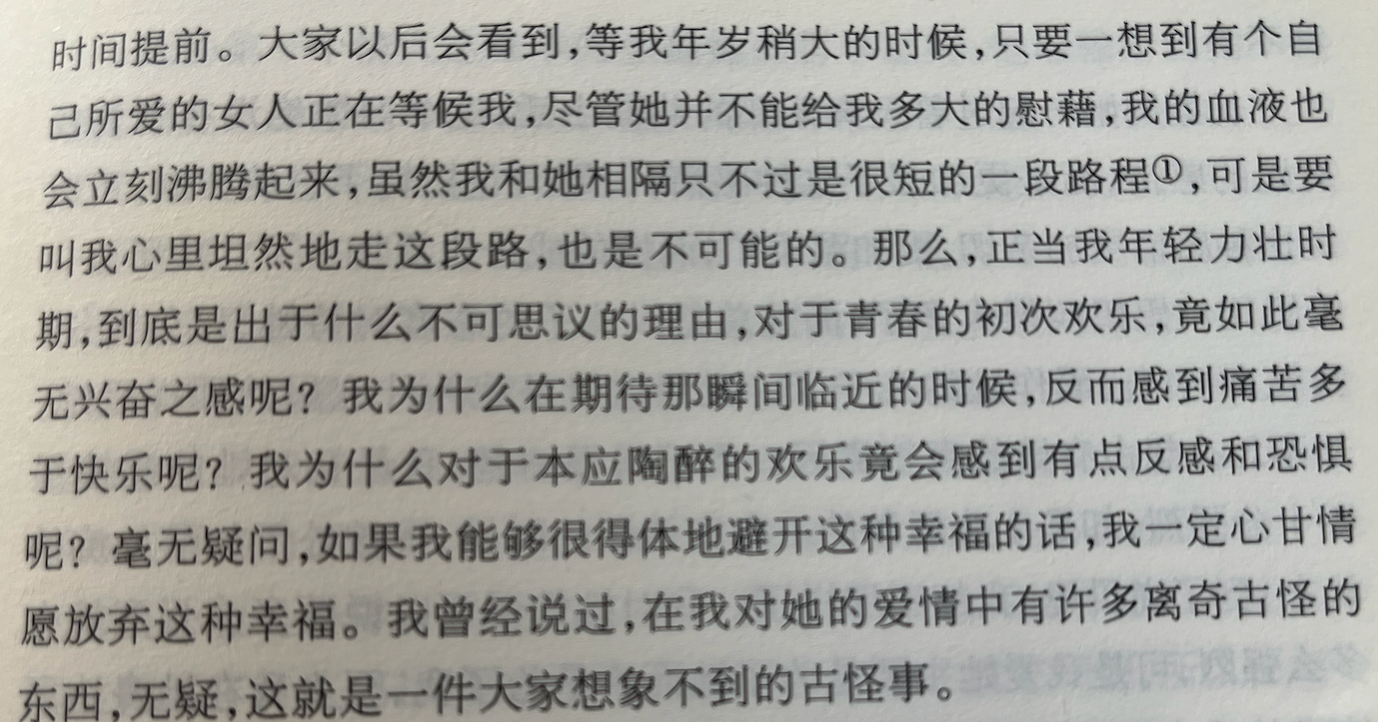 时间提前。大家以后会看到,等我年岁稍大的时候,只要一想到有个自
己所爱的女人正在等候我,尽管她并不能给我多大的慰藉,我的血液也
会立刻沸腾起来,虽然我和她相隔只不过是很短的一段路程①,可是要
叫我心里坦然地走这段路,也是不可能的。那么,正当我年轻力壮时
期,到底是出于什么不可思议的理由,对于青春的初次欢乐,竟如此毫
无兴奋之感呢?我为什么在期待那瞬间临近的时候,反而感到痛苦多
于快乐呢?我为什么对于本应陶醉的欢乐竟会感到有点反感和恐惧
呢?毫无疑问,如果我能够很得体地避开这种幸福的话,我一定心甘情
愿放弃这种幸福。我曾经说过,在我对她的爱情中有许多离奇古怪的
东西,无疑,这就是一件大家想象不到的古怪事。